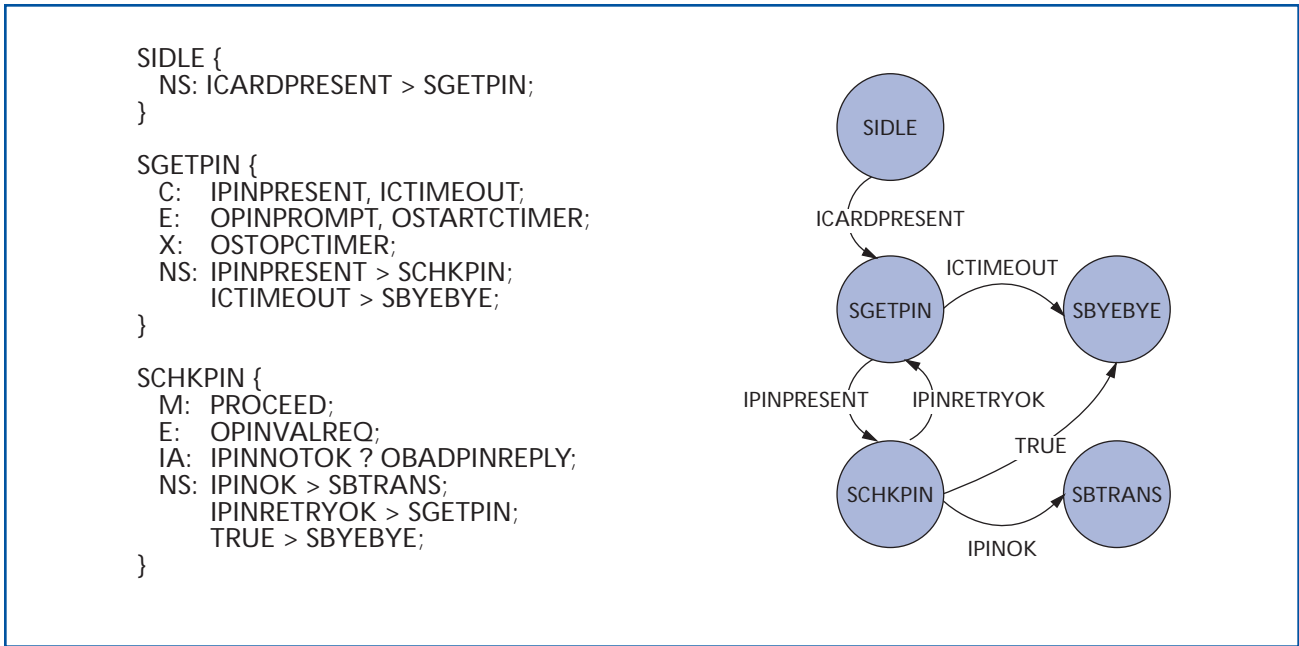 SIDLE {
NS: ICARDPRESENT > SGETPIN;
}
SGETPIN {
C: IPINPRESENT, ICTIMEOUT;
E: OPINPROMPT, OSTARTCTIMER;
X: OSTOPCTIMER;
NS: IPINPRESENT > SCHKPIN;
ICTIMEOUT > SBYEBYE;
}
SCHKPIN {
M: PROCEED;
E: OPINVALREQ;
IA: IPINNOTOK ? OBADPINREPLY;
NS: IPINOK > SBTRANS;
IPINRETRYOK > SGETPIN;
TRUE > SBYEBYE;
}
SIDLE
ICARDPRESENT
ICTIMEOUT
SGETPIN
SBYEBYE
IPINPRESENT
IPINRETRYOK
TRUE
SCHKPIN
SBTRANS
IPINOK